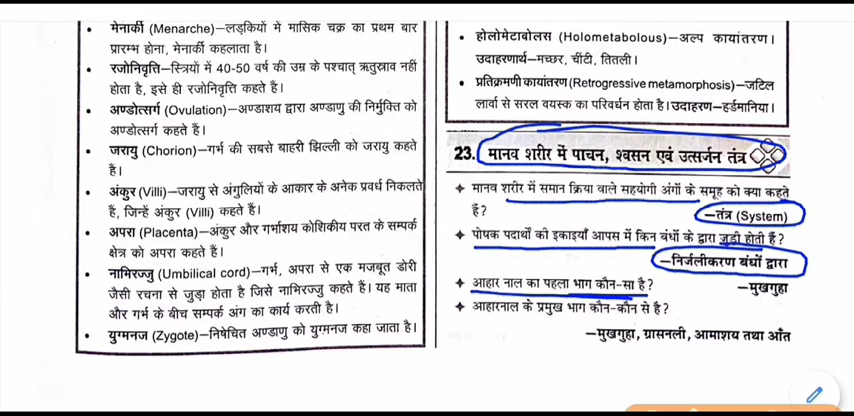 • मेनार्की (Menarche)—लड़कियों में मासिक चक्र का प्रथम बार
प्रारम्भ होना, मेनार्की कहलाता है।
• रजोनिवृति—स्त्रियों में 40-50 वर्ष की उम्र के पश्चात् ऋतुस्राव नहीं
होता है, इसे ही रजोनिवृति कहते हैं।
• अण्डोत्सर्ग (Ovulation)—अण्डाशय द्वारा अण्डाणु की निर्मुक्ति को
अण्डोत्सर्ग कहते हैं।
• जरायु (Chorion)—गर्भ की सबसे बाहरी झिल्ली को जरायु कहते
हैं।
• अंकुर (Villi)—जरायु से अंगुलियों के आकार के अनेक प्रवर्ध निकलते
हैं, जिन्हें अंकुर (Villi) कहते हैं।
• अपरा (Placenta)—अंकुर और गर्भाशय कोशिकीय परत के सम्पर्क
क्षेत्र को अपरा कहते हैं।
• नाभिरज्जु (Umbilical cord)—गर्भ, अपरा से एक मजबूत डोरी
जैसी रचना से जुड़ा होता है जिसे नाभिरज्जु कहते हैं। यह माता
और गर्भ के बीच सम्पर्क अंग का कार्य करती है।
• युग्मनज (Zygote)—निषेचित अण्डाणु को युग्मनज कहा जाता है।
• होलोमेटाबोलस (Holometabolous)—अल्प कायांतरण।
उदाहरणार्थ—मच्छर, चींटी, तितली।
• प्रतिक्रमणी कायांतरण (Retrogressive metamorphosis)—जटिल
लार्वा से सरल वयस्क का परिवर्धन होता है। उदाहरण—हर्डमानिया।
23. मानव शरीर में पाचन, श्वसन एवं उत्सर्जन तंत्र
✦ मानव शरीर में समान क्रिया वाले सहयोगी अंगों के समूह को क्या कहते
हैं?
—तंत्र (System)
✦ पोषक पदार्थों की इकाइयाँ आपस में किन बंधों के द्वारा जुड़ी होती हैं?
—निर्जलीकरण बंधों द्वारा
✦ आहार नाल का पहला भाग कौन-सा है?
—मुखगुहा
✦ आहारनाल के प्रमुख भाग कौन-कौन से है?
—मुखगुहा, ग्रासनली, आमाशय तथा आँत